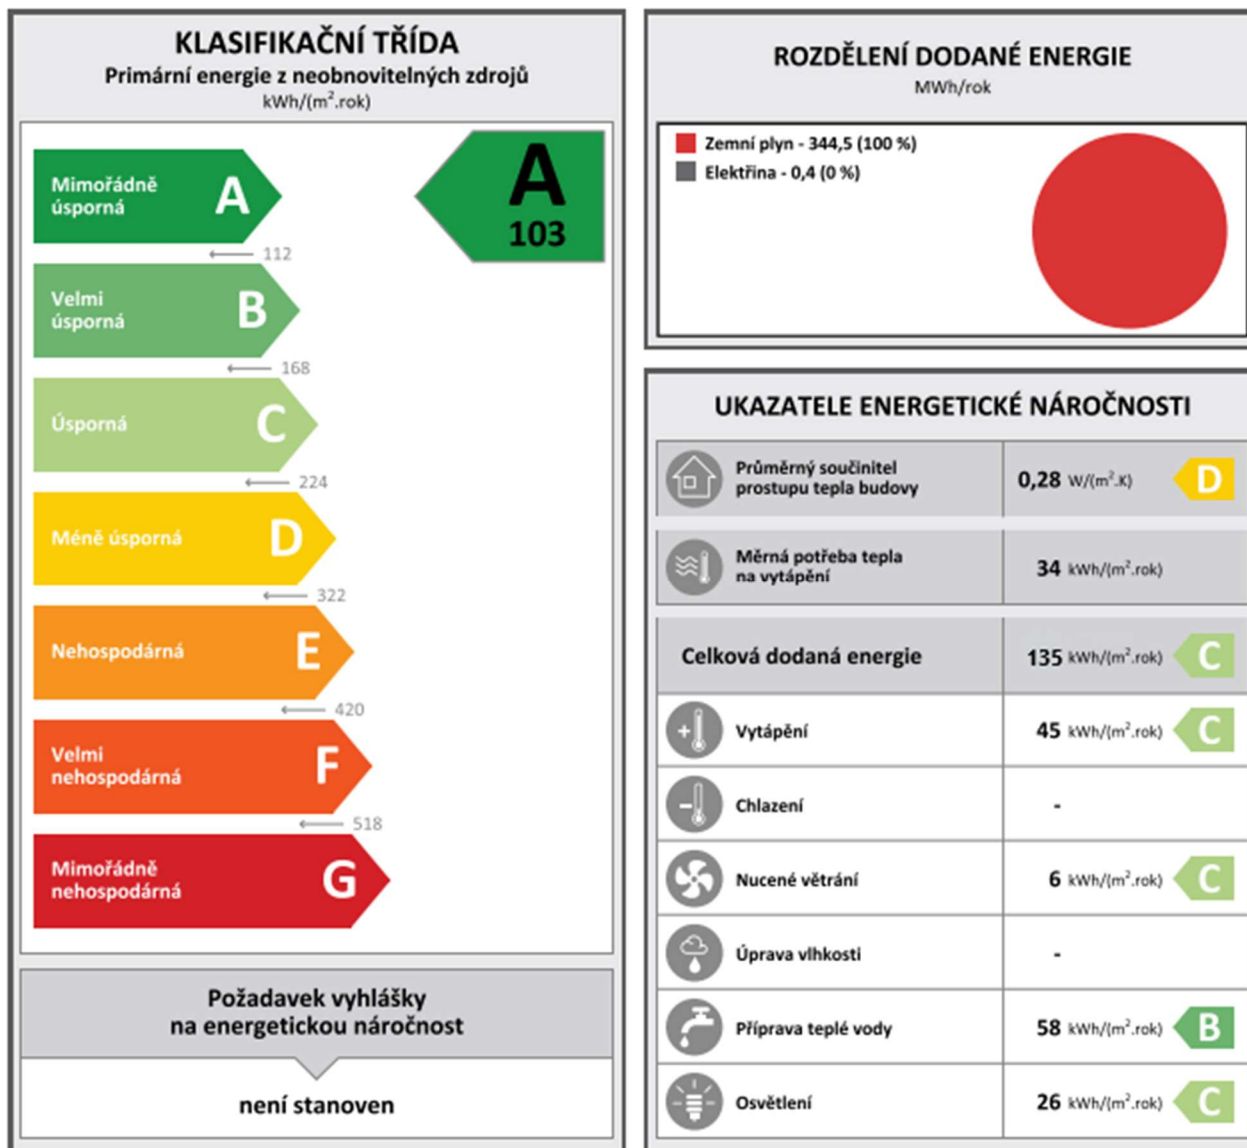 KLASIFIKAČNÍ TŘÍDA
Primární energie z neobnovitelných zdrojů
kWh/(m².rok)
Mimořádně
úsporná
A
A
103
112
Velmi
úsporná
B
168
Úsporná
C
224
Méně úsporná
D
322
Nehospodárná
E
420
Velmi
nehospodárná
F
518
Mimořádně
nehospodárná
G
Požadavek vyhlášky
na energetickou náročnost
není stanoven
ROZDĚLENÍ DODANÉ ENERGIE
MWh/rok
Zemní plyn - 344,5 (100 %)
Elektřina - 0,4 (0 %)
UKAZATELE ENERGETICKÉ NÁROČNOSTI
Průměrný součinitel
prostupu tepla budovy
0,28 W/(m².K) D
Měrná potřeba tepla
na vytápění
34 kWh/(m².rok)
Celková dodaná energie 135 kWh/(m².rok) C
Vytápění 45 kWh/(m².rok) C
Chlazení -
Nucené větrání 6 kWh/(m².rok) C
Úprava vlhkosti -
Příprava teplé vody 58 kWh/(m².rok) B
Osvětlení 26 kWh/(m².rok) C